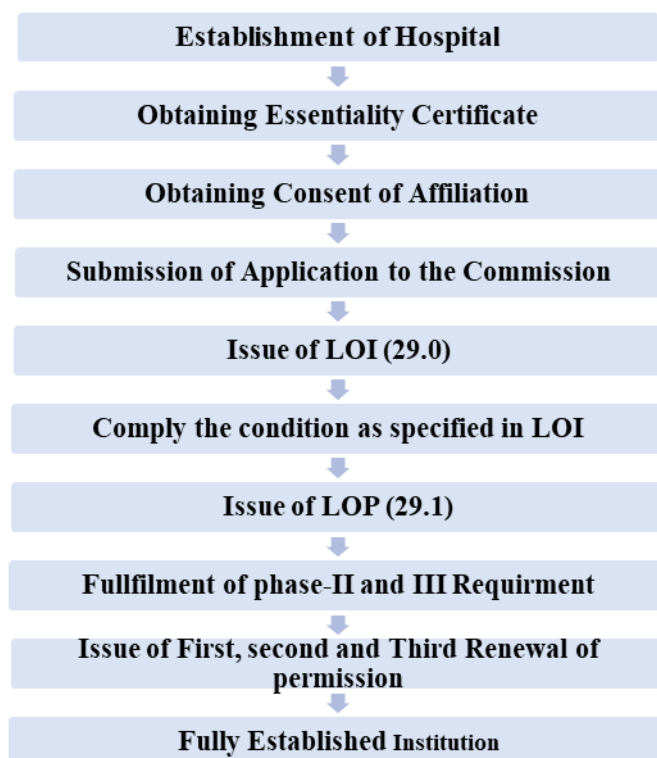 Establishment of Hospital
Obtaining Essentiality Certificate
Obtaining Consent of Affiliation
Submission of Application to the Commission
Issue of LOI (29.0)
Comply the condition as specified in LOI
Issue of LOP (29.1)
Fullfilment of phase-II and III Requirment
Issue of First, second and Third Renewal of
permission
Fully Established Institution